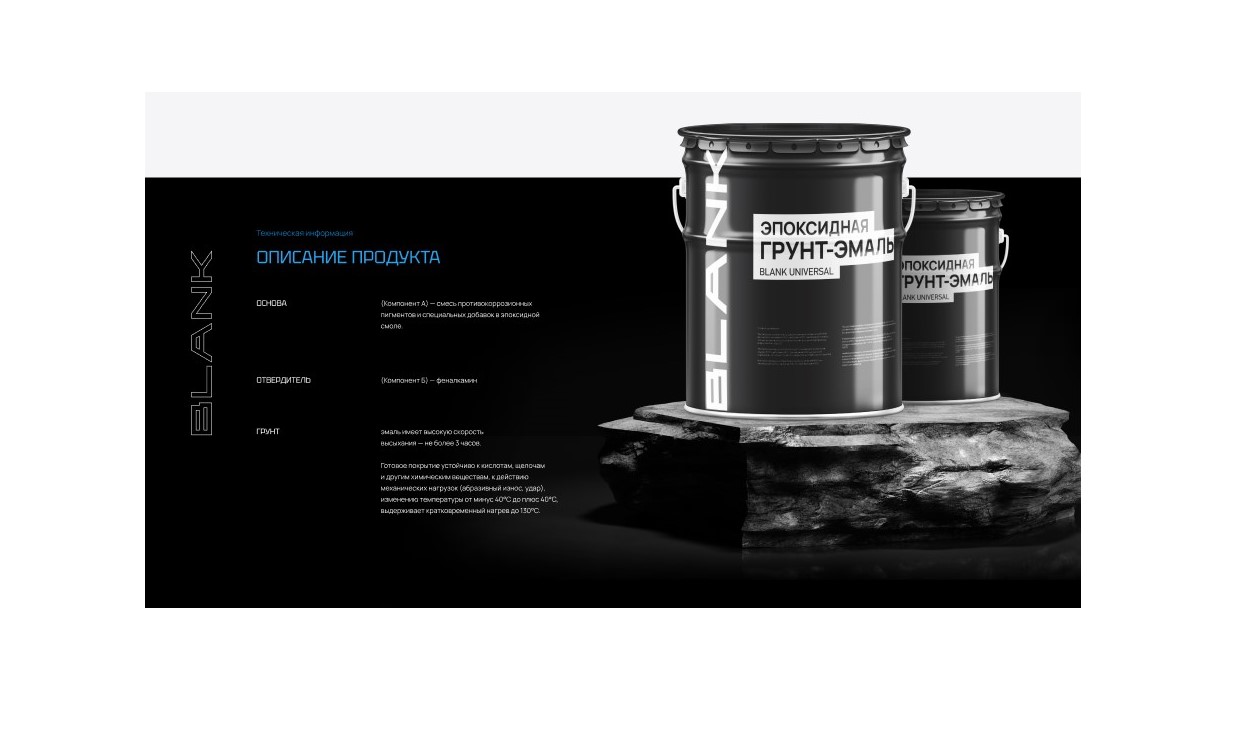 Техническая информация
ОПИСАНИЕ ПРОДУКТА
BLANK
ОСНОВА
(Компонент А) — смесь противокоррозионных
пигментов и специальных добавок в эпоксидной
смоле.
ОТВЕРДИТЕЛЬ
(Компонент Б) — феналкамин
ГРУНТ
эмаль имеет высокую скорость
высыхания — не более 3 часов.
Готовое покрытие устойчиво к кислотам, щелочам
и другим химическим веществам, к действию
механических нагрузок (абразивный износ, удар),
изменению температуры от минус 40°С до плюс 40°С,
выдерживает кратковременный нагрев до 130°С.
BLANK
ЭПОКСИДНАЯ
ГРУНТ-ЭМАЛЬ
BLANK UNIVERSAL
ЭПОКСИДНАЯ
ГРУНТ-ЭМАЛЬ
BLANK UNIVERSAL